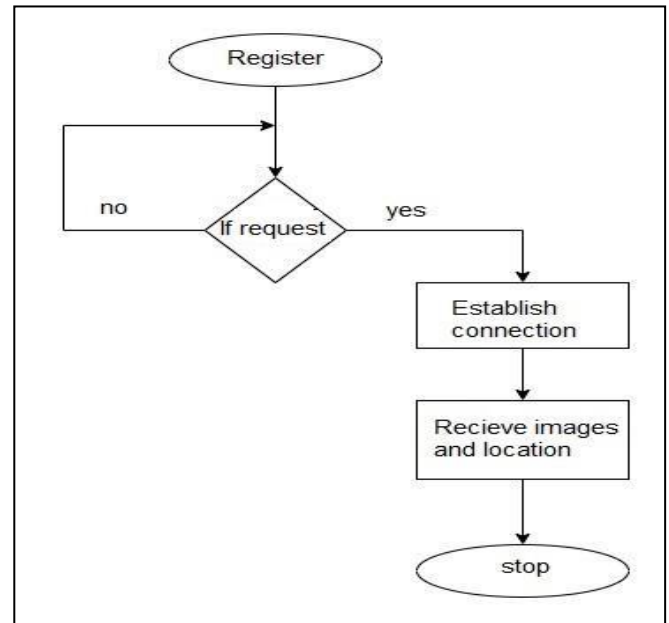 Register
no
If request
yes
Establish
connection
Recieve images
and location
stop